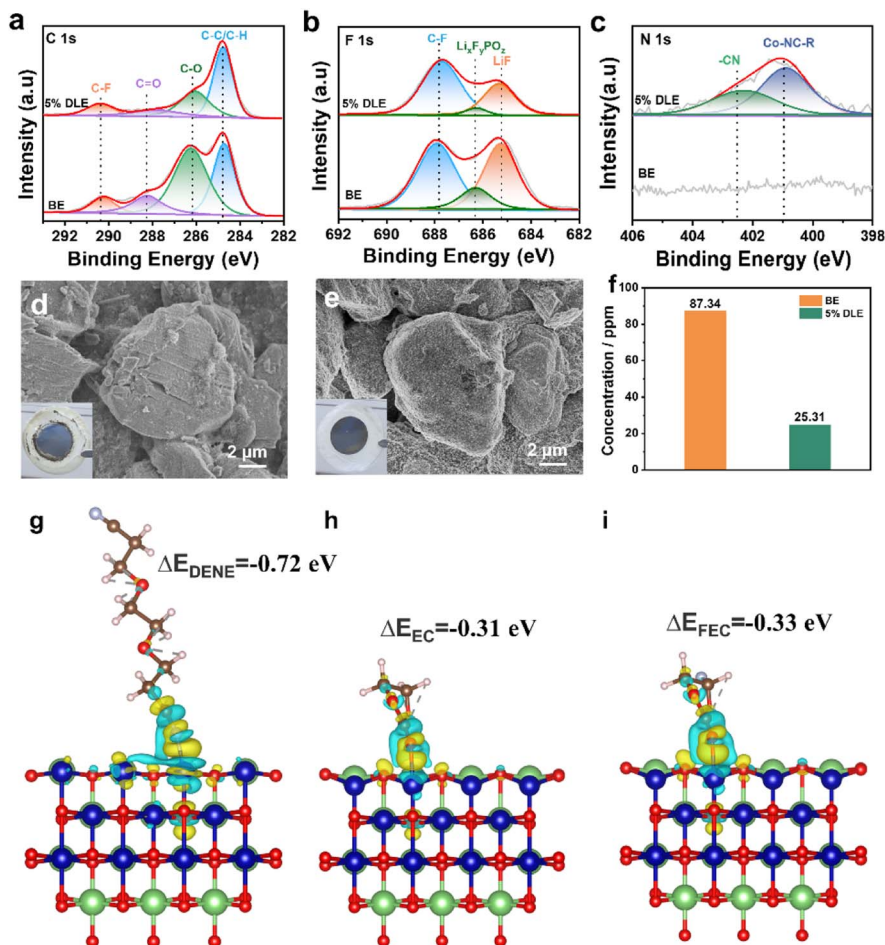 a
C 1s
C-C/C-H
C-F
C=O
C-O
5% DLE
BE
Intensity (a.u)
292 290 288 286 284 282
Binding Energy (eV)
b
F 1s
C-F
LixFyPOz
LiF
5% DLE
BE
Intensity (a.u)
692 690 688 686 684 682
Binding Energy (eV)
c
N 1s
Co-NC-R
-CN
5% DLE
BE
Intensity(a.u)
406 404 402 400 398
Binding Energy (eV)
d
2 μm
e
2 μm
f
100
80
60
40
20
0
Concentration / ppm
87.34
25.31
BE
5% DLE
g
ΔE_DENE=-0.72 eV
h
ΔE_EC=-0.31 eV
i
ΔE_FEC=-0.33 eV